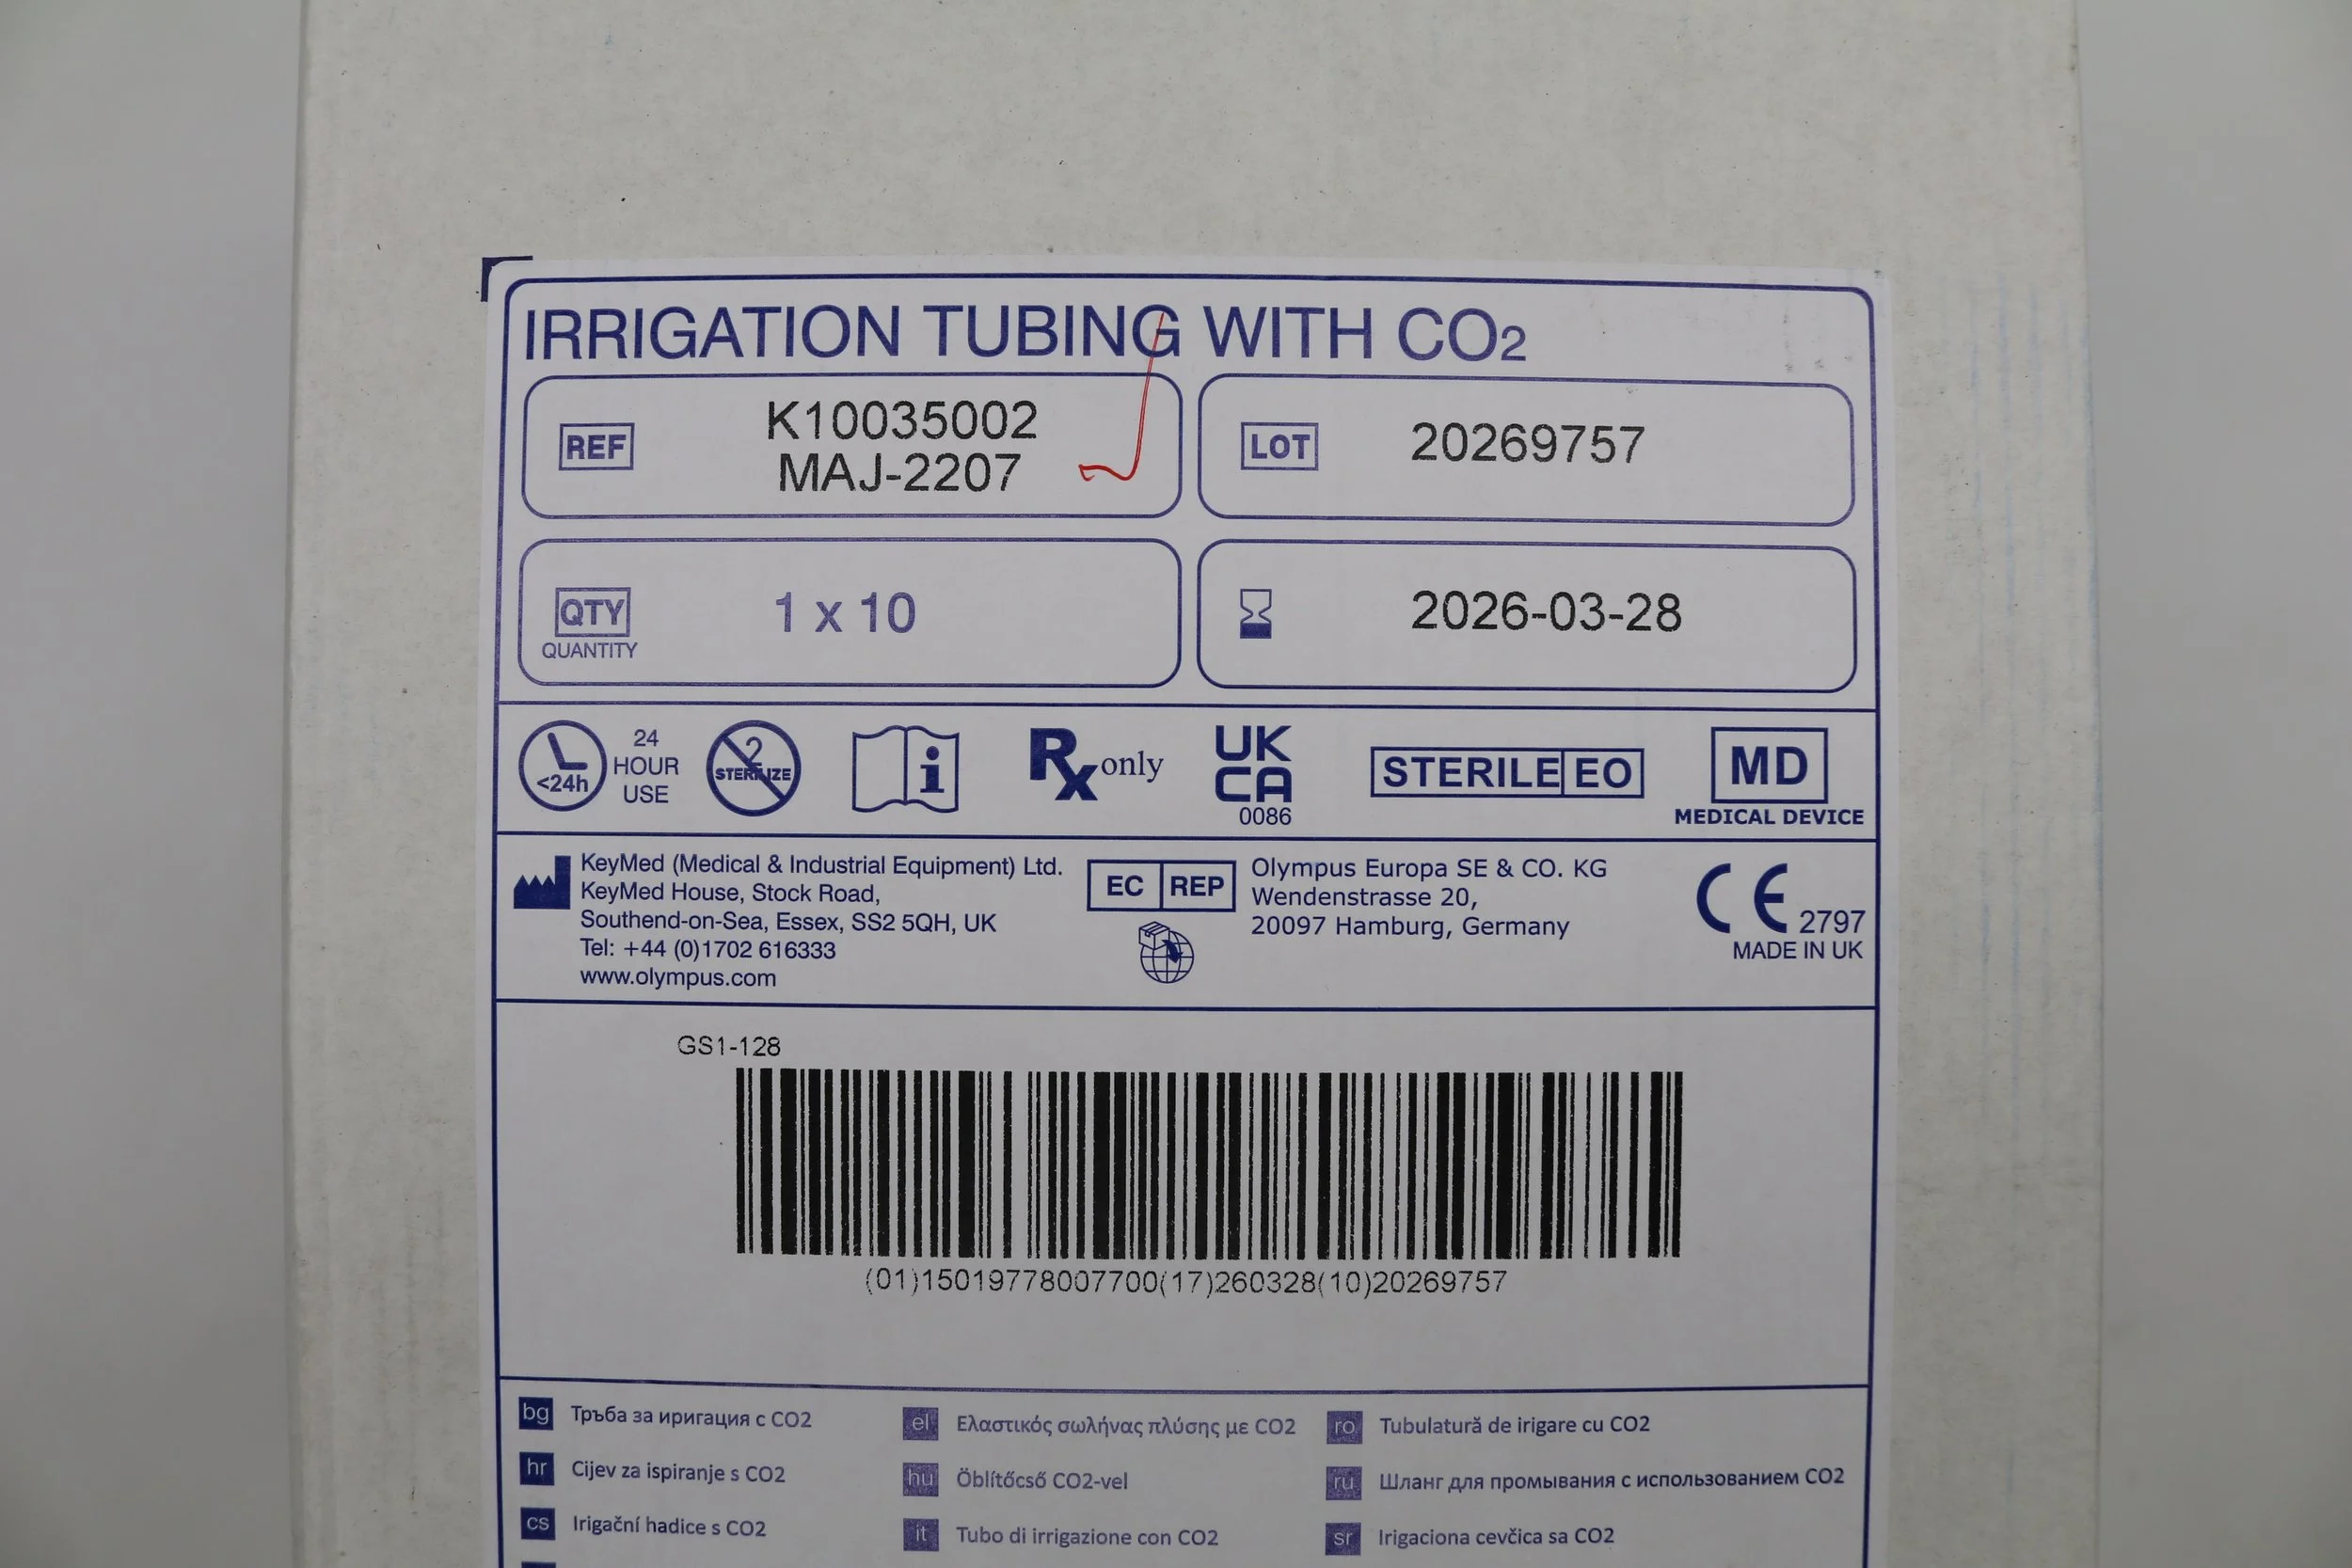 IRRIGATION TUBING WITH CO2
REF
K10035002
MAJ-2207
LOT
20269757
QTY
QUANTITY
1 x 10
2026-03-28
<24h
24
HOUR
USE
2
STERILIZE
i
Rx only
UK
CA
0086
STERILE EO
MD
MEDICAL DEVICE
KeyMed (Medical & Industrial Equipment) Ltd.
KeyMed House, Stock Road,
Southend-on-Sea, Essex, SS2 5QH, UK
Tel: +44 (0)1702 616333
www.olympus.com
EC REP
Olympus Europa SE & CO. KG
Wendenstrasse 20,
20097 Hamburg, Germany
CE 2797
MADE IN UK
GS1-128
(01)15019778007700(17)260328(10)20269757
bg Тръба за иригация с CO2
hr Cijev za ispiranje s CO2
cs Irigační hadice s CO2
el Ελαστικός σωλήνας πλύσης με CO2
hu Öblítőcső CO2-vel
it Tubo di irrigazione con CO2
ro Tubulatură de irigare cu CO2
ru Шланг для промывания с использованием CO2
sr Irigaciona cevčica sa CO2